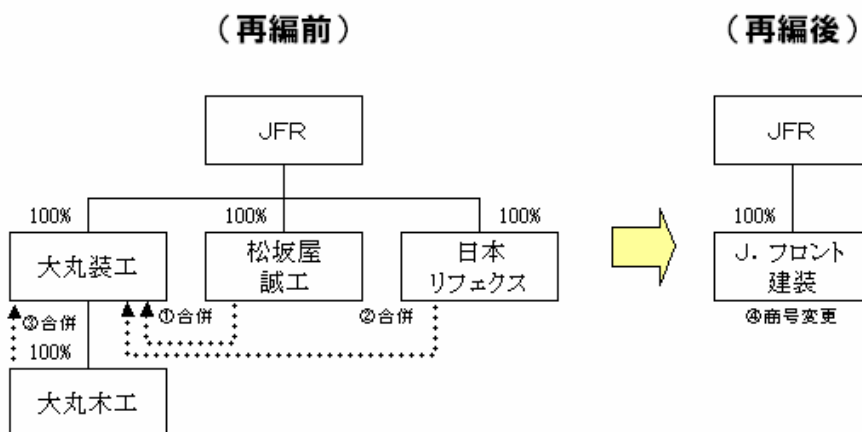 (再編前)
(再編後)
JFR
JFR
100%
100%
100%
100%
大丸装工
松坂屋
誠工
日本
リフェクス
J.フロント
建装
③合併
①合併
②合併
④商号変更
100%
大丸木工